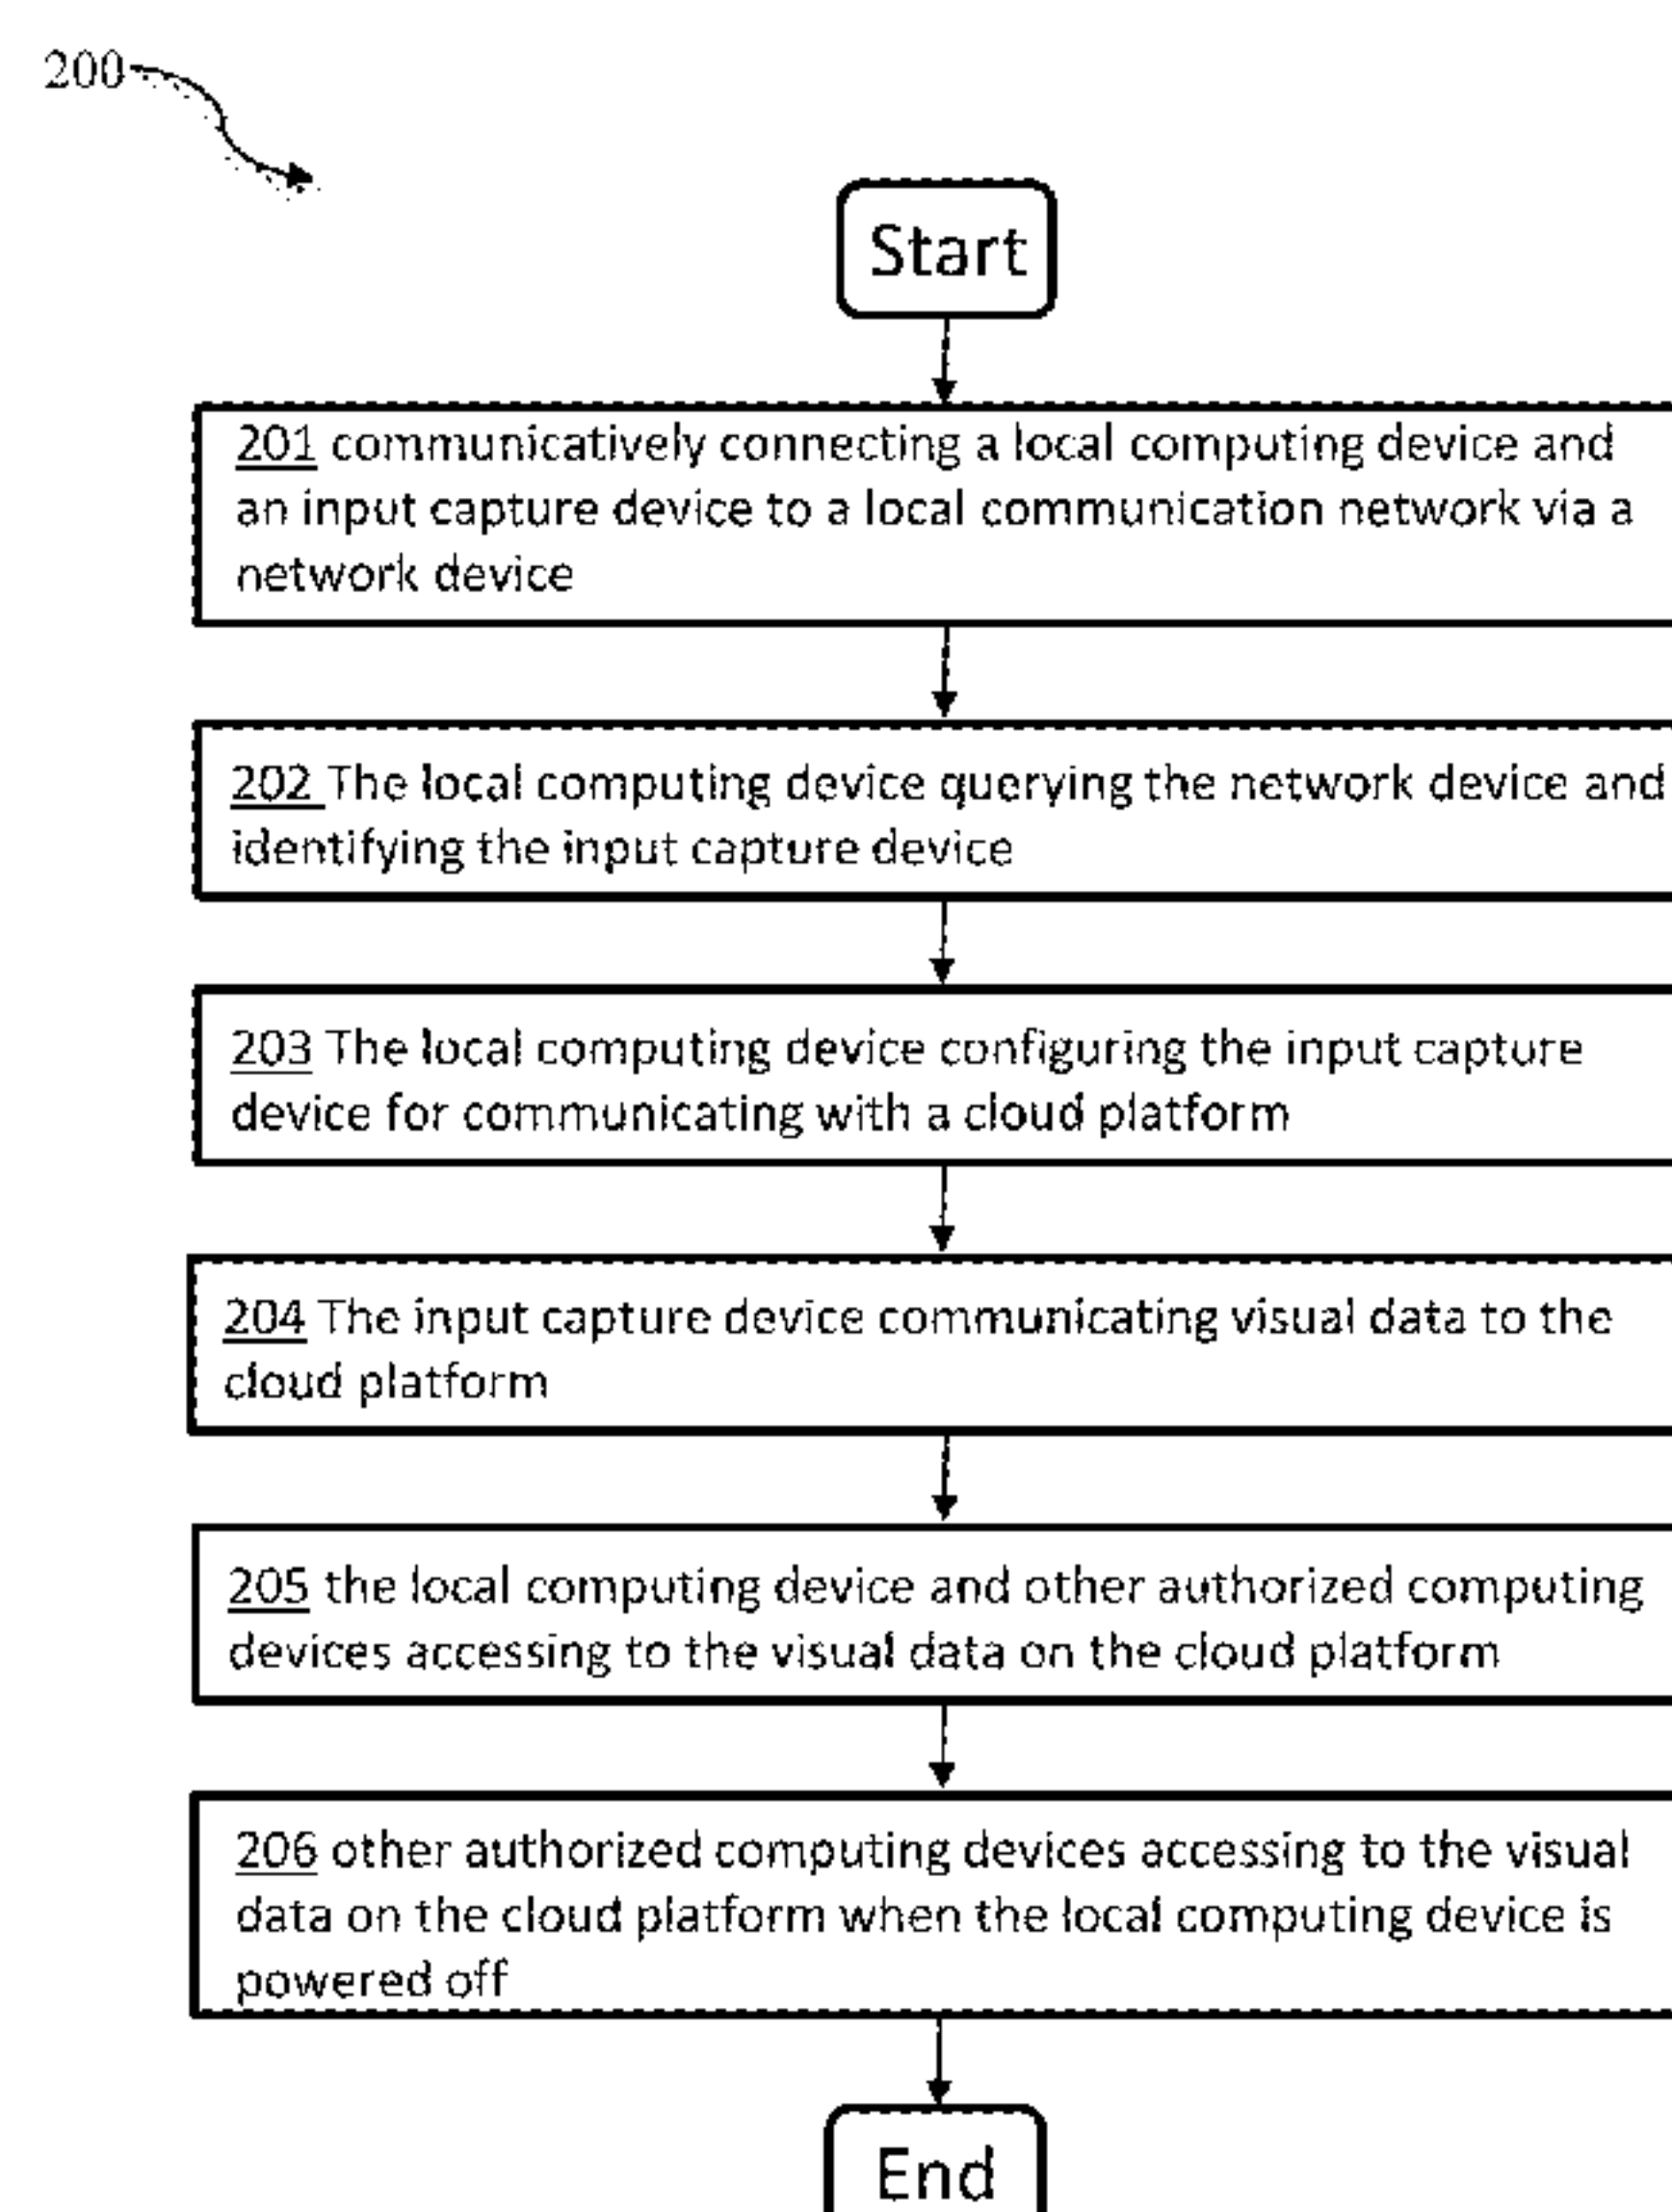 200
Start
201 communicatively connecting a local computing device and
an input capture device to a local communication network via a
network device
202 The local computing device querying the network device and
identifying the input capture device
203 The local computing device configuring the input capture
device for communicating with a cloud platform
204 The input capture device communicating visual data to the
cloud platform
205 the local computing device and other authorized computing
devices accessing to the visual data on the cloud platform
206 other authorized computing devices accessing to the visual
data on the cloud platform when the local computing device is
powered off
End